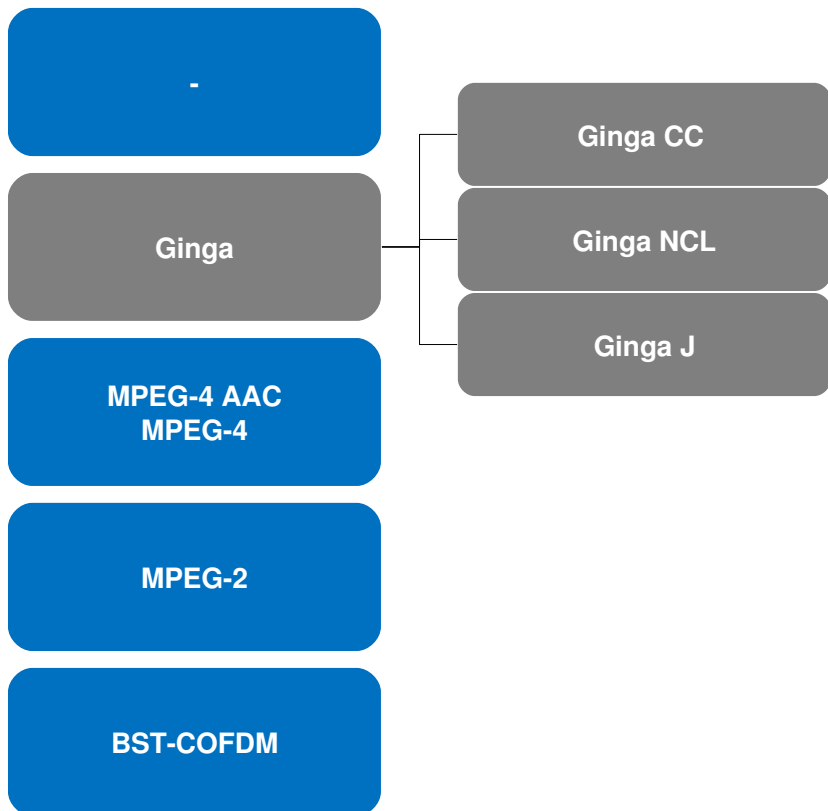 -
Ginga
Ginga CC
Ginga NCL
Ginga J
MPEG-4 AAC
MPEG-4
MPEG-2
BST-COFDM